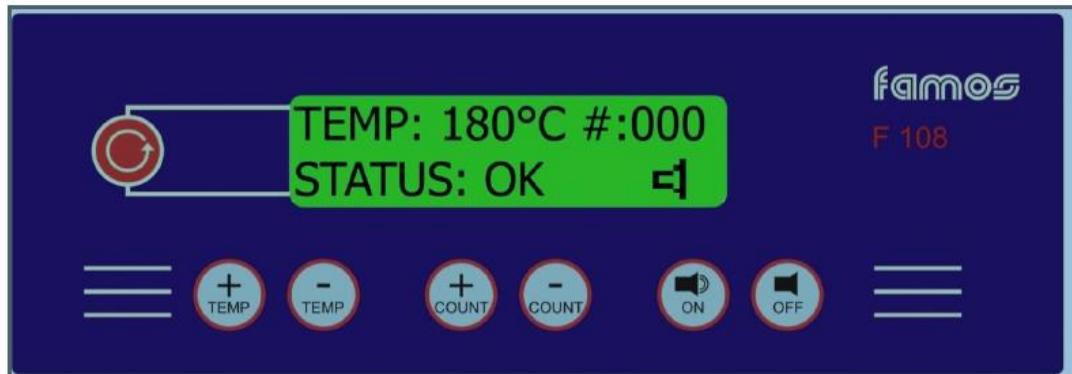 famos
F 108
TEMP: 180°C #:000
STATUS: OK
+ TEMP
- TEMP
+ COUNT
- COUNT
ON
OFF